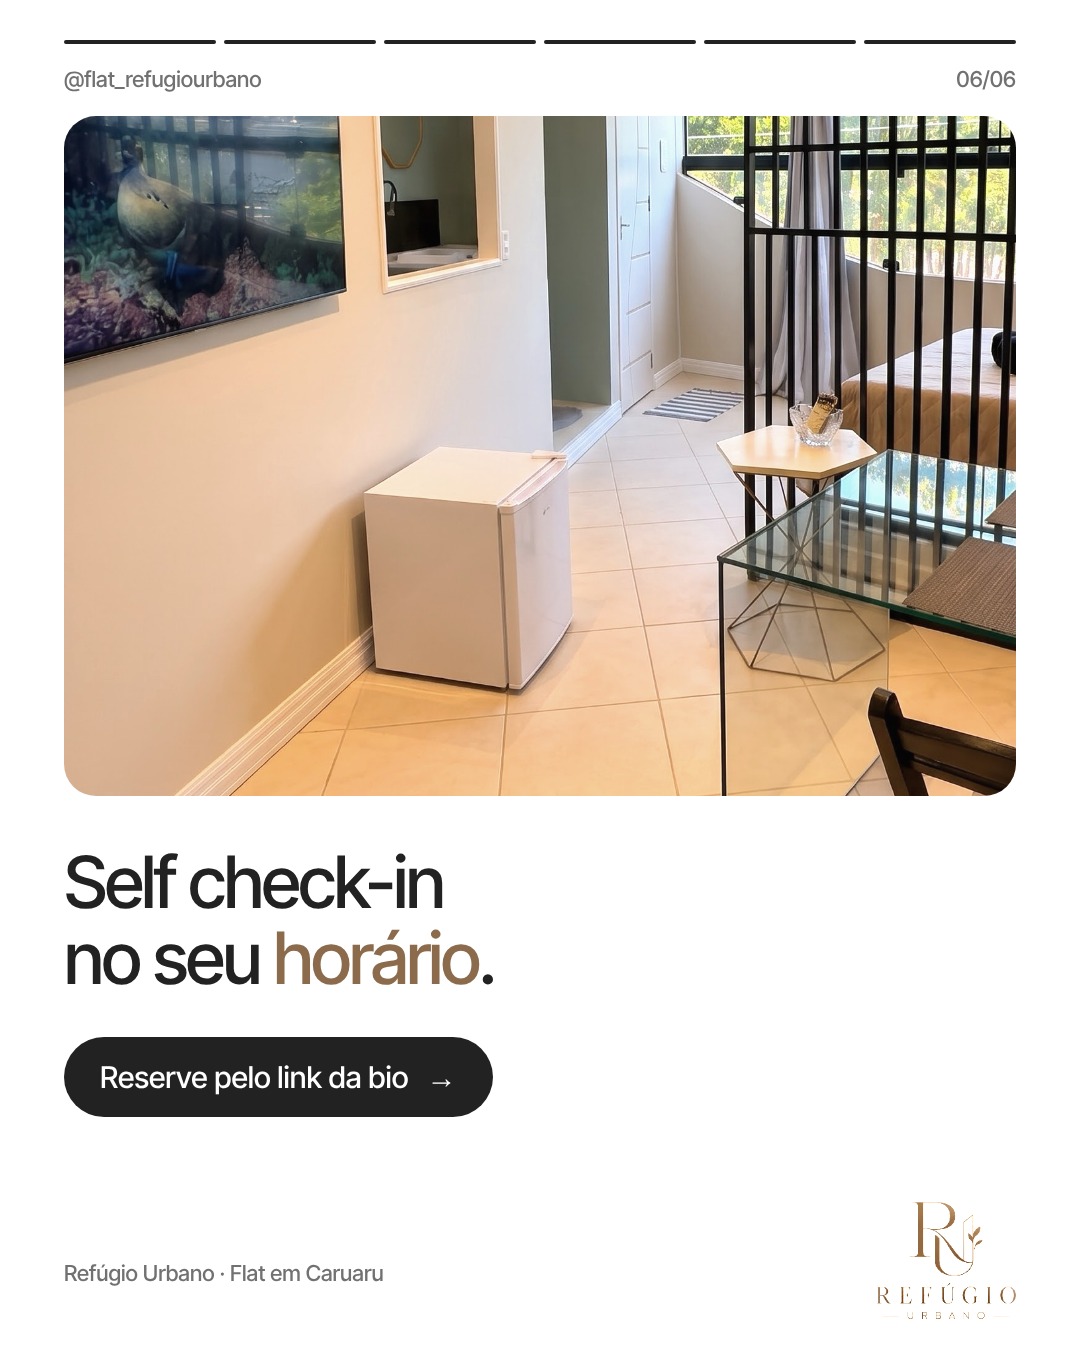 @flat_refugiourbano
06/06
Self check-in
no seu horário.
Reserve pelo link da bio →
Refúgio Urbano · Flat em Caruaru
RU
REFÚGIO
URBANO